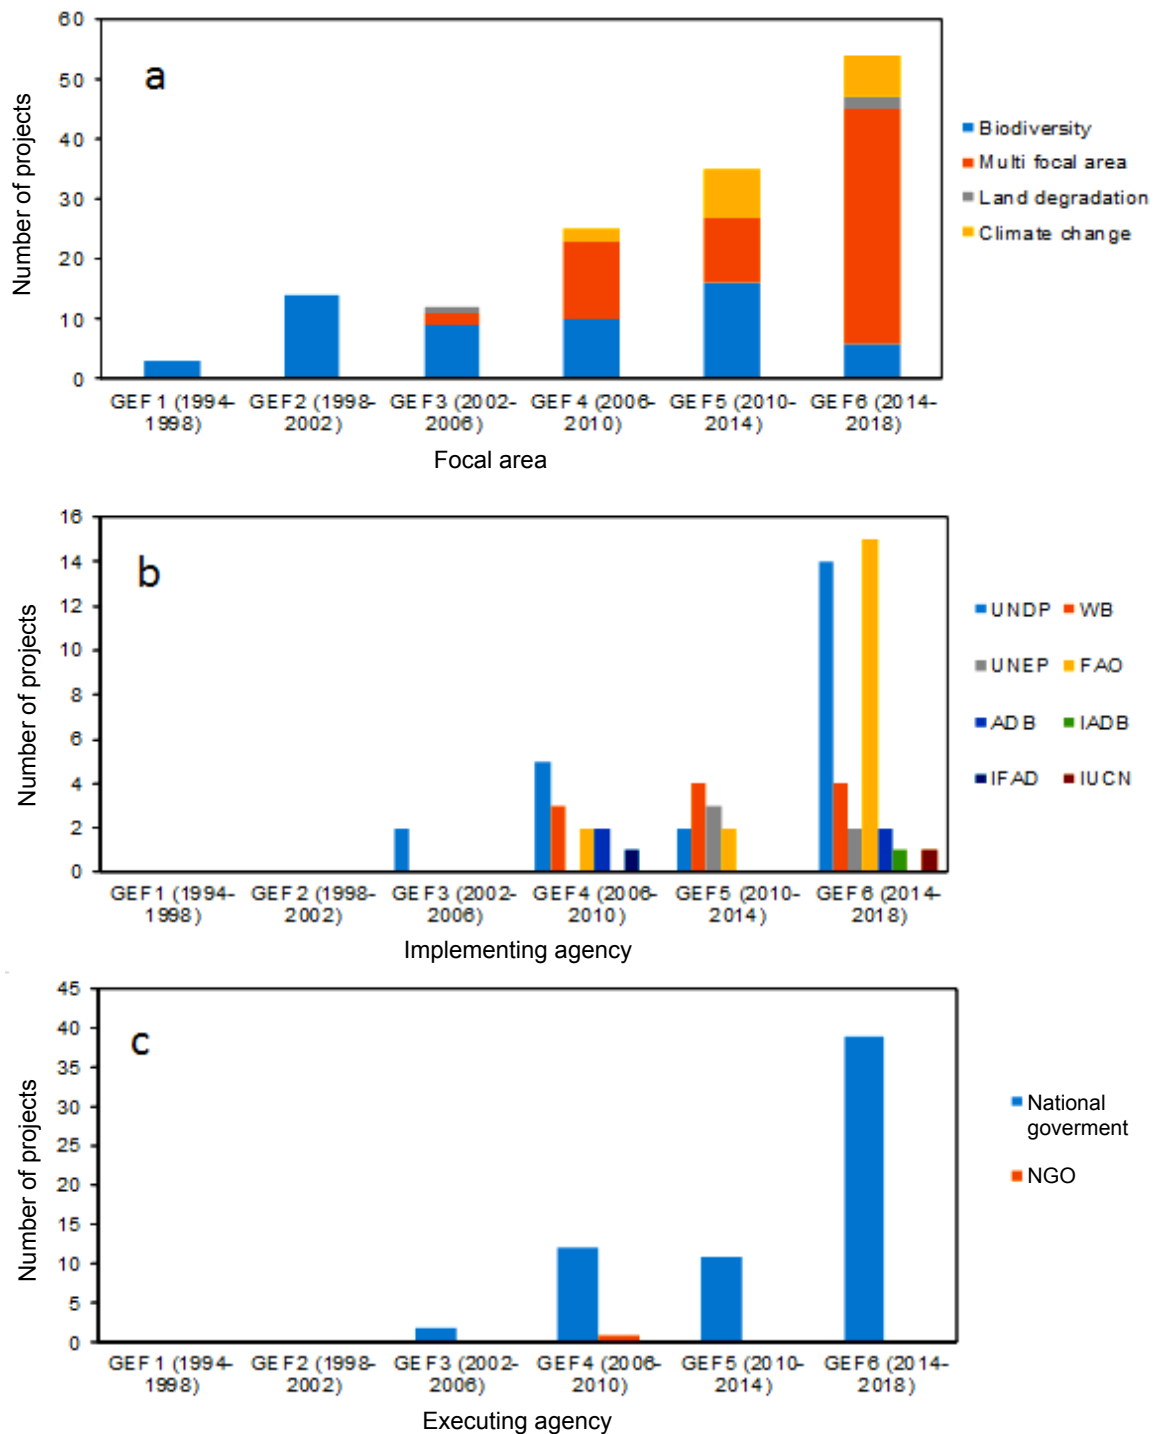 60
a
50
40
30
20
10
0
Number of projects
Biodiversity
Multi focal area
Land degradation
Climate change
GEF1 (1994-
1998)
GEF2 (1998-
2002)
GEF3 (2002-
2006)
GEF4 (2006-
2010)
GEF5 (2010-
2014)
GEF6 (2014-
2018)
Focal area
16
b
14
12
10
8
6
4
2
0
Number of projects
UNDP WB
UNEP FAO
ADB IADB
IFAD IUCN
GEF1 (1994-
1998)
GEF2 (1998-
2002)
GEF3 (2002-
2006)
GEF4 (2006-
2010)
GEF5 (2010-
2014)
GEF6 (2014-
2018)
Implementing agency
45
c
40
35
30
25
20
15
10
5
0
Number of projects
National
goverment
NGO
GEF1 (1994-
1998)
GEF2 (1998-
2002)
GEF3 (2002-
2006)
GEF4 (2006-
2010)
GEF5 (2010-
2014)
GEF6 (2014-
2018)
Executing agency